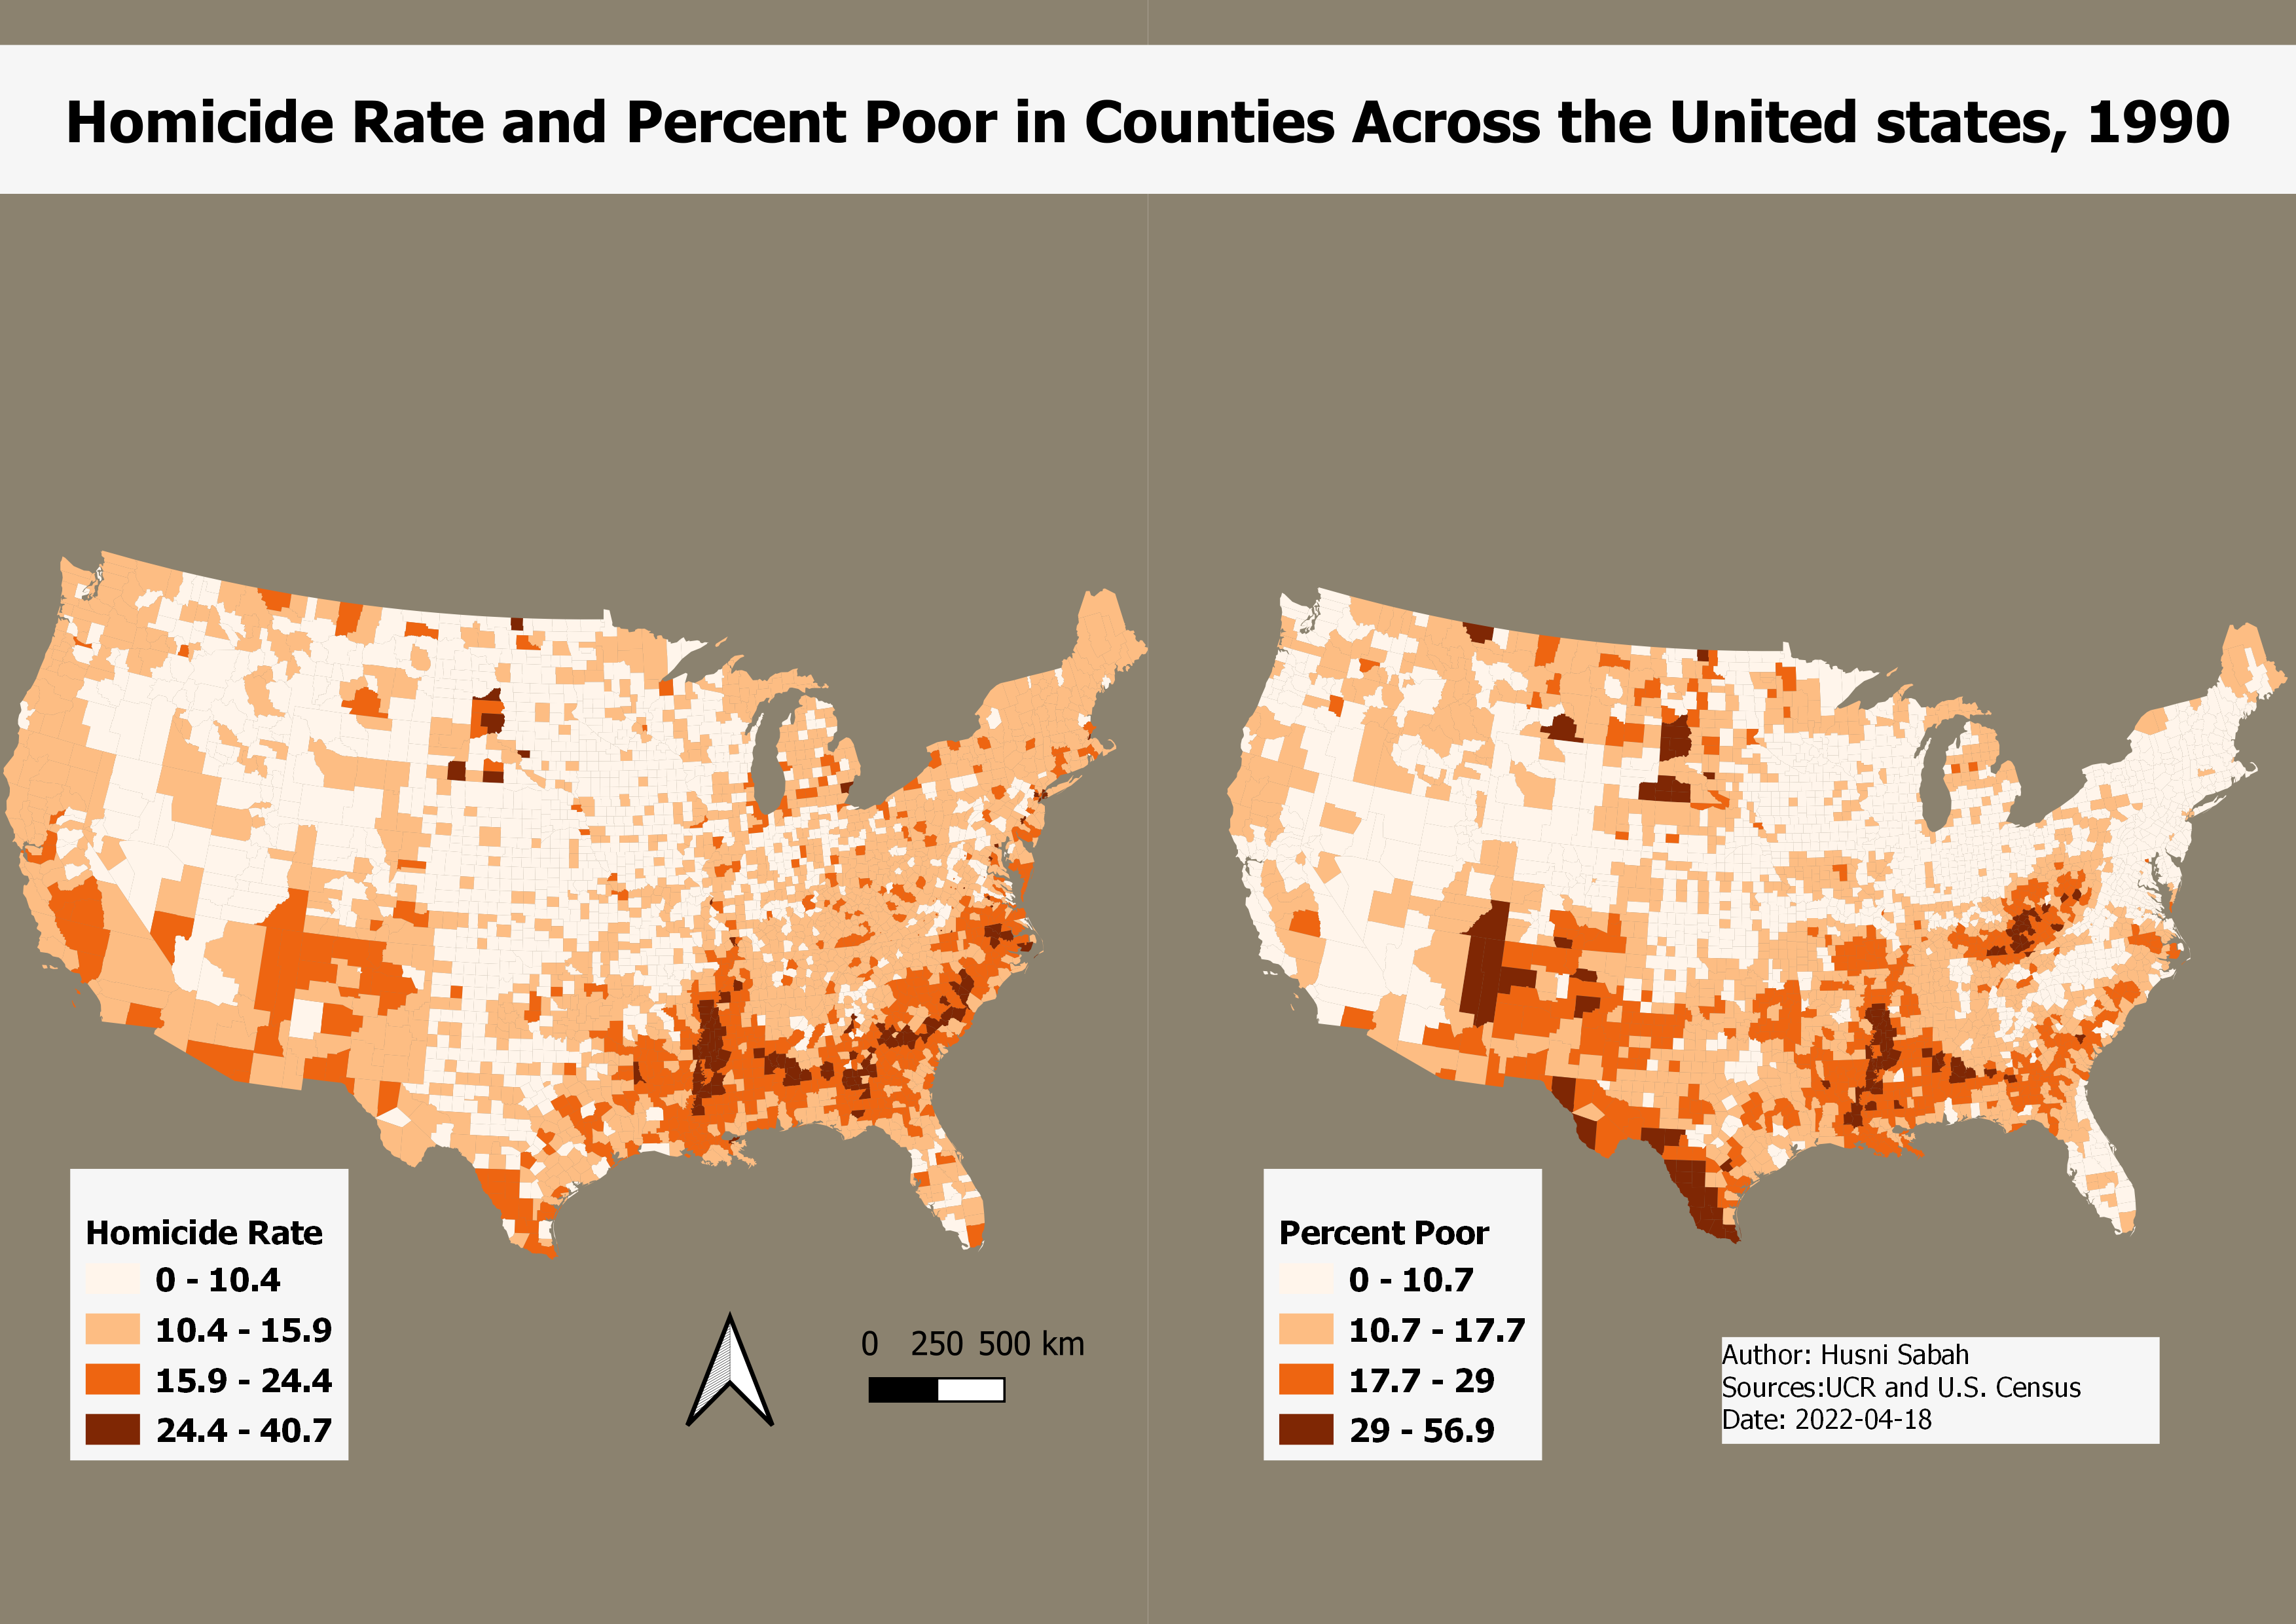 Homicide Rate and Percent Poor in Counties Across the United states, 1990
Homicide Rate
0 - 10.4
10.4 - 15.9
15.9 - 24.4
24.4 - 40.7
0 250 500 km
Percent Poor
0 - 10.7
10.7 - 17.7
17.7 - 29
29 - 56.9
Author: Husni Sabah
Sources:UCR and U.S. Census
Date: 2022-04-18